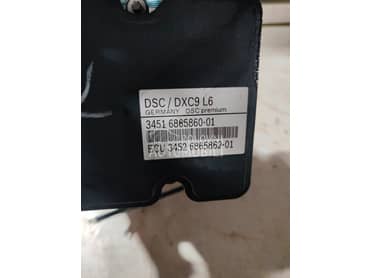 DSC / DXC9 L6
GERMANY DSC premium
3451 6865860-01
ECU 3452 6865862-01